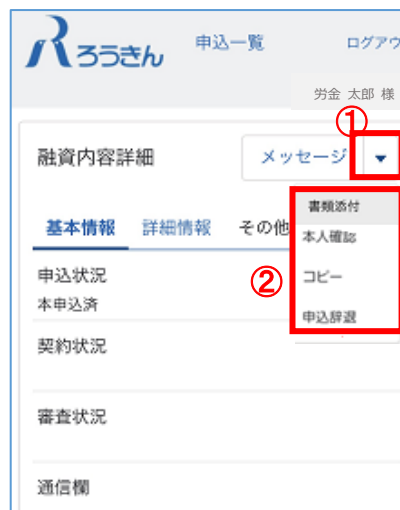 ろうきん
申込一覧
ログアウ
労金 太郎 様
①
融資内容詳細
メッセージ
書類添付
基本情報
詳細情報
その他
本人確認
②
申込状況
コピー
本申込済
申込辞退
契約状況
審査状況
通信欄